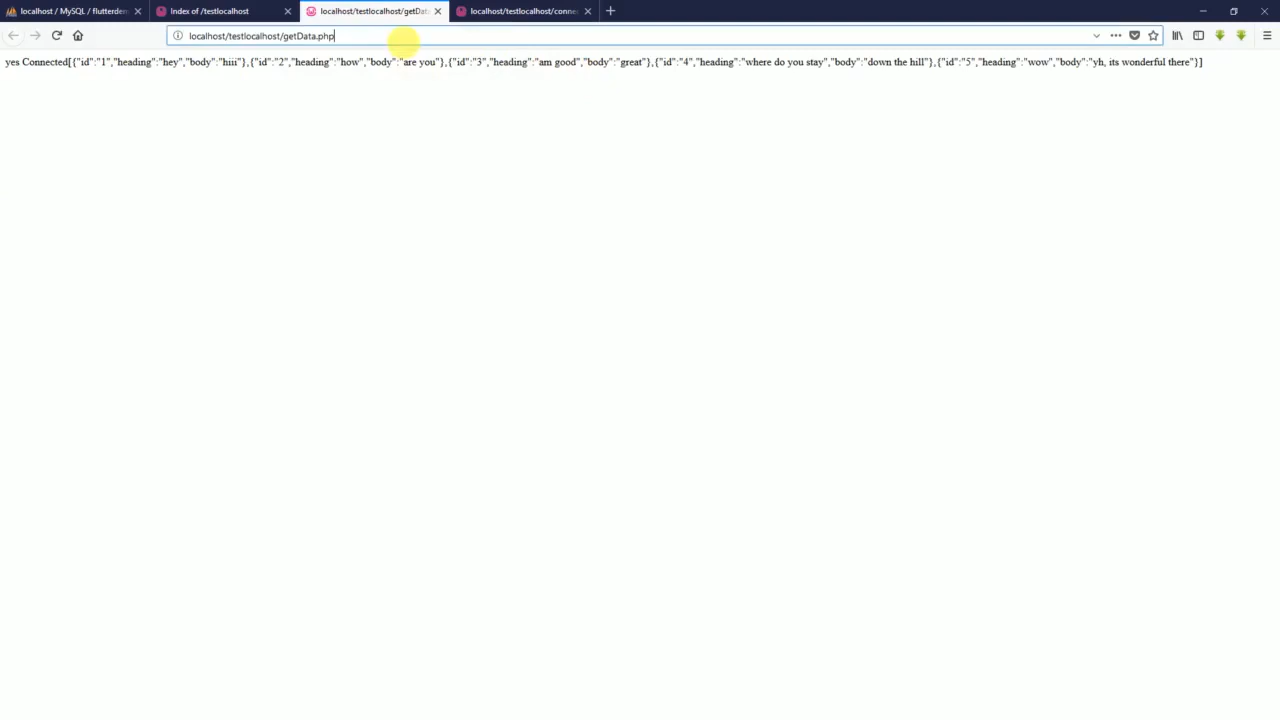 localhost / MySQL / flutterdem
Index of /testlocalhost
localhost/testlocalhost/getData
localhost/testlocalhost/conne
localhost/testlocalhost/getData.php
yes Connected[{"id":"1","heading":"hey","body":"hiii"},{"id":"2","heading":"how","body":"are you"},{"id":"3","heading":"am good","body":"great"},{"id":"4","heading":"where do you stay","body":"down the hill"},{"id":"5","heading":"wow","body":"yh, its wonderful there"}]